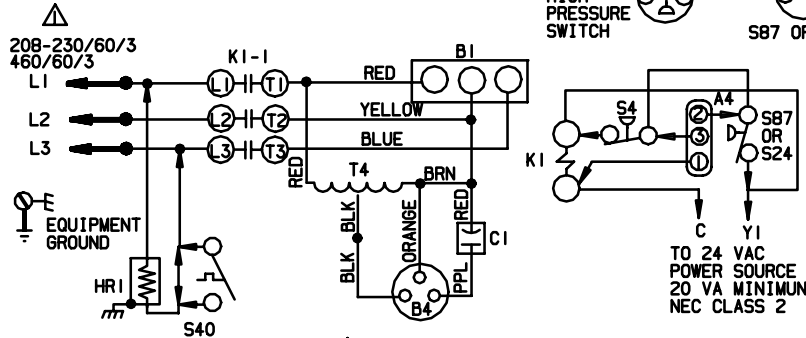 HIGH
PRESSURE
SWITCH
S87 OR
208-230/60/3
460/60/3
K1-1
B1
L1
L1
T1
RED
L2
L2
T2
YELLOW
L3
L3
T3
BLUE
RED
T4
BRN
BLK
BLK
ORANGE
RED
PPL
C1
B4
EQUIPMENT
GROUND
HR1
S40
K1
S4
A4
2
3
1
S87
OR
S24
C
Y1
TO 24 VAC
POWER SOURCE
20 VA MINIMUN
NEC CLASS 2